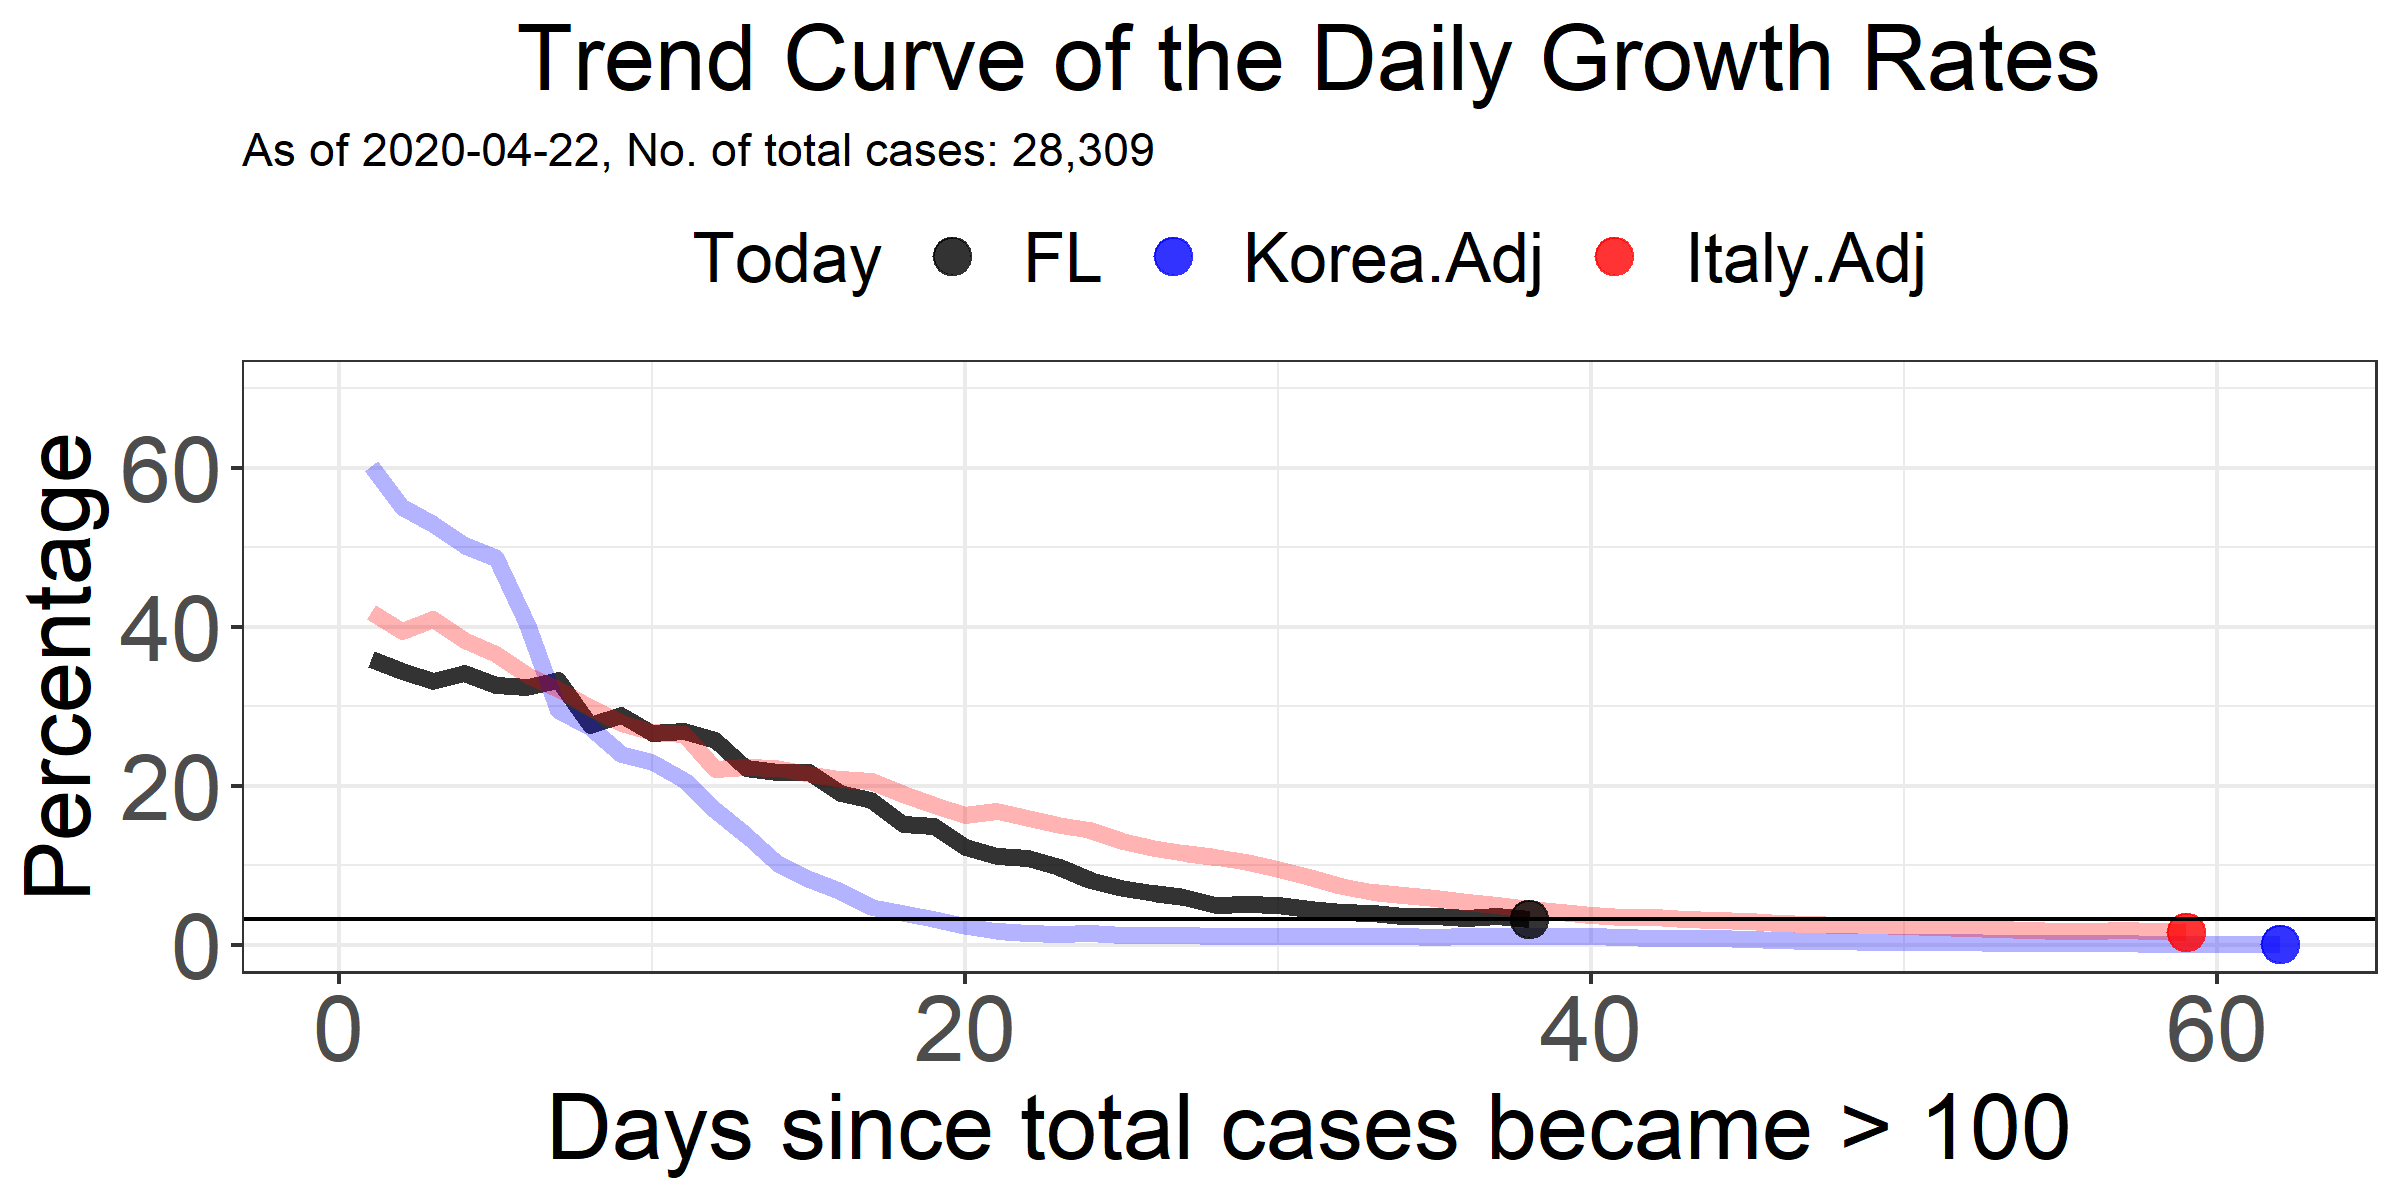 Trend Curve of the Daily Growth Rates
As of 2020-04-22, No. of total cases: 28,309
Today FL Korea.Adj Italy.Adj
Percentage
60
40
20
0
0 20 40 60
Days since total cases became > 100